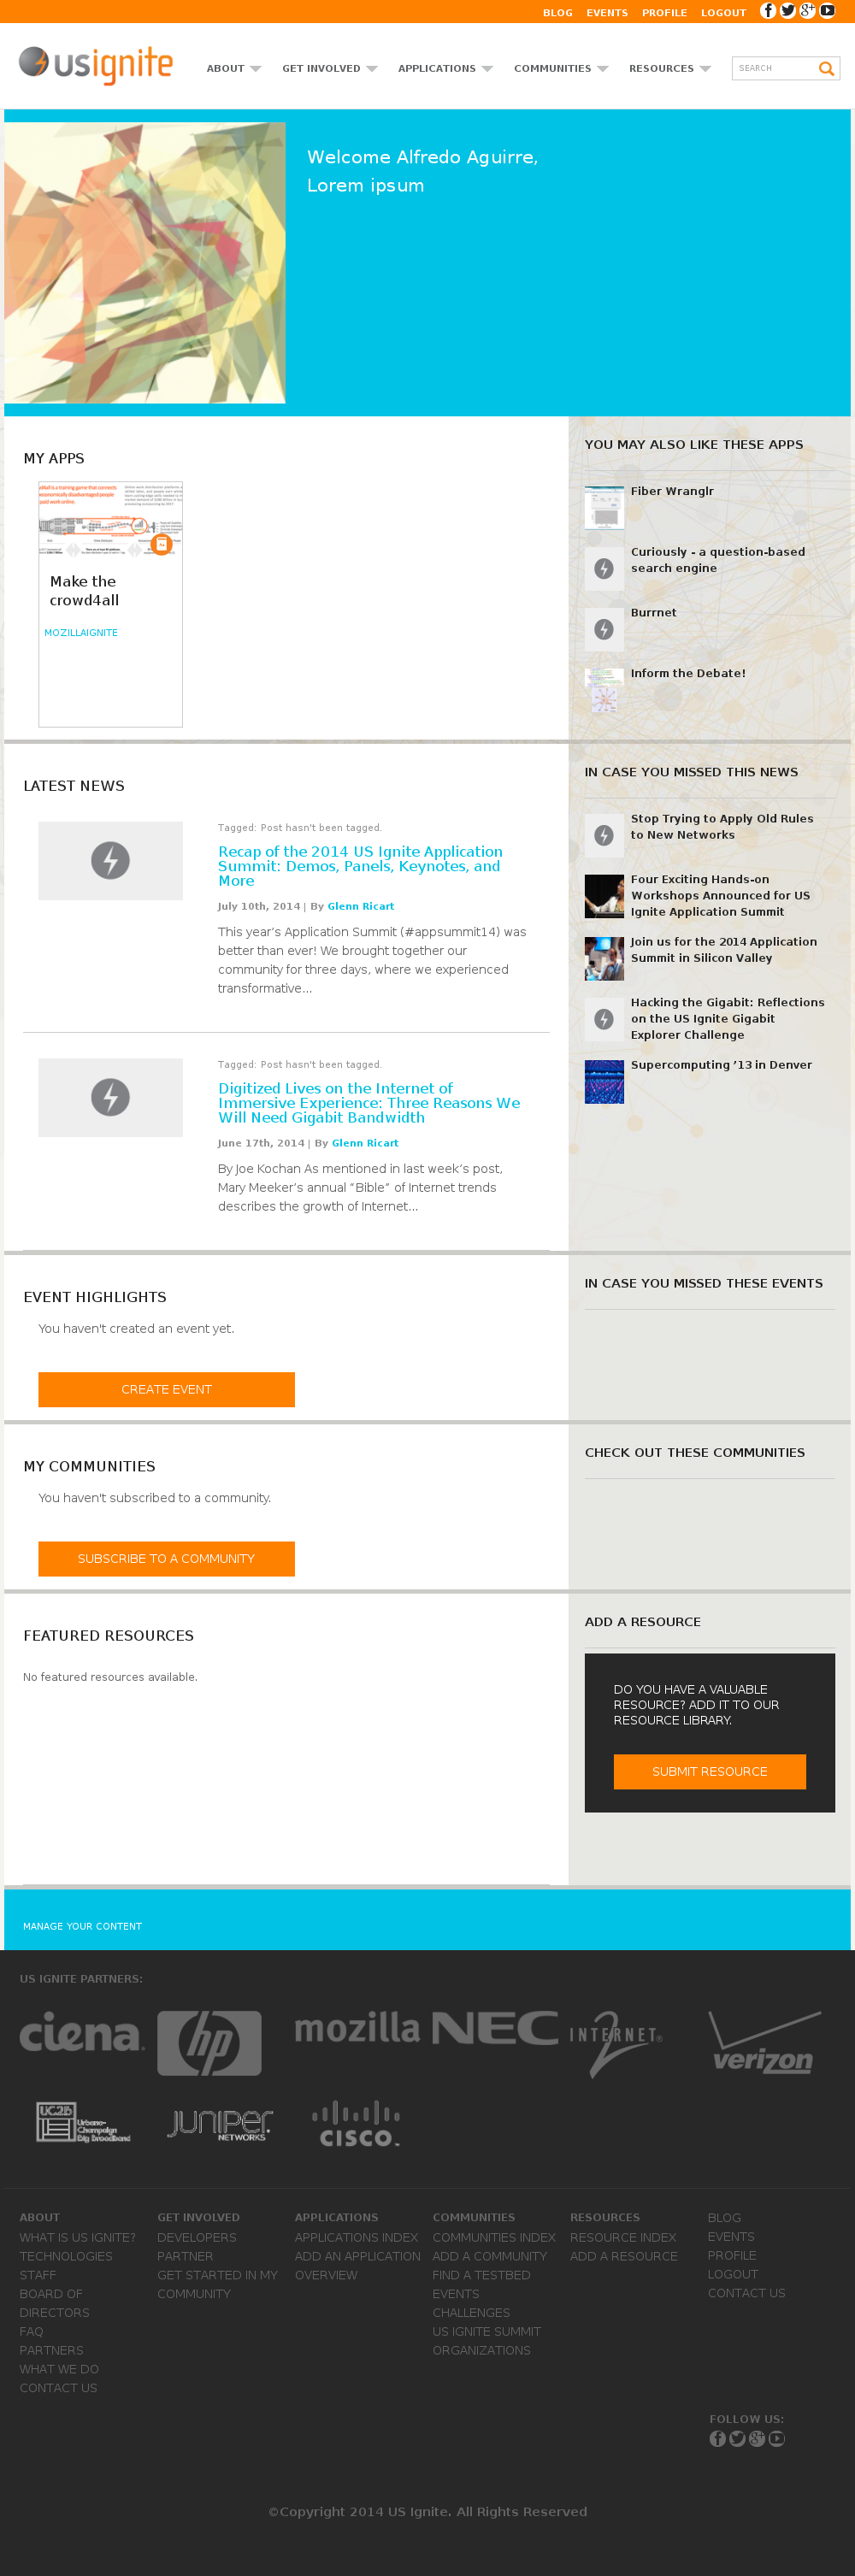 BLOG EVENTS PROFILE LOGOUT
usignite
ABOUT GET INVOLVED APPLICATIONS COMMUNITIES RESOURCES SEARCH
Welcome Alfredo Aguirre,
Lorem ipsum
MY APPS
Make the
crowd4all
MOZILLAIGNITE
YOU MAY ALSO LIKE THESE APPS
Fiber Wranglr
Curiously - a question-based
search engine
Burrnet
Inform the Debate!
LATEST NEWS
Tagged: Post hasn't been tagged.
Recap of the 2014 US Ignite Application
Summit: Demos, Panels, Keynotes, and
More
July 10th, 2014 | By Glenn Ricart
This year’s Application Summit (#appsummit14) was
better than ever! We brought together our
community for three days, where we experienced
transformative...
Tagged: Post hasn't been tagged.
Digitized Lives on the Internet of
Immersive Experience: Three Reasons We
Will Need Gigabit Bandwidth
June 17th, 2014 | By Glenn Ricart
By Joe Kochan As mentioned in last week’s post,
Mary Meeker’s annual “Bible” of Internet trends
describes the growth of Internet...
IN CASE YOU MISSED THIS NEWS
Stop Trying to Apply Old Rules
to New Networks
Four Exciting Hands-on
Workshops Announced for US
Ignite Application Summit
Join us for the 2014 Application
Summit in Silicon Valley
Hacking the Gigabit: Reflections
on the US Ignite Gigabit
Explorer Challenge
Supercomputing ’13 in Denver
EVENT HIGHLIGHTS
You haven't created an event yet.
CREATE EVENT
IN CASE YOU MISSED THESE EVENTS
MY COMMUNITIES
You haven't subscribed to a community.
SUBSCRIBE TO A COMMUNITY
CHECK OUT THESE COMMUNITIES
FEATURED RESOURCES
No featured resources available.
ADD A RESOURCE
DO YOU HAVE A VALUABLE
RESOURCE? ADD IT TO OUR
RESOURCE LIBRARY.
SUBMIT RESOURCE
MANAGE YOUR CONTENT
US IGNITE PARTNERS:
ciena hp mozilla NEC INTERNET 2 verizon
UC2B Urbana-Champaign Big Broadband JUNIPER NETWORKS CISCO
ABOUT
WHAT IS US IGNITE?
TECHNOLOGIES
STAFF
BOARD OF
DIRECTORS
FAQ
PARTNERS
WHAT WE DO
CONTACT US
GET INVOLVED
DEVELOPERS
PARTNER
GET STARTED IN MY
COMMUNITY
APPLICATIONS
APPLICATIONS INDEX
ADD AN APPLICATION
OVERVIEW
COMMUNITIES
COMMUNITIES INDEX
ADD A COMMUNITY
FIND A TESTBED
EVENTS
CHALLENGES
US IGNITE SUMMIT
ORGANIZATIONS
RESOURCES
RESOURCE INDEX
ADD A RESOURCE
BLOG
EVENTS
PROFILE
LOGOUT
CONTACT US
FOLLOW US:
©Copyright 2014 US Ignite. All Rights Reserved